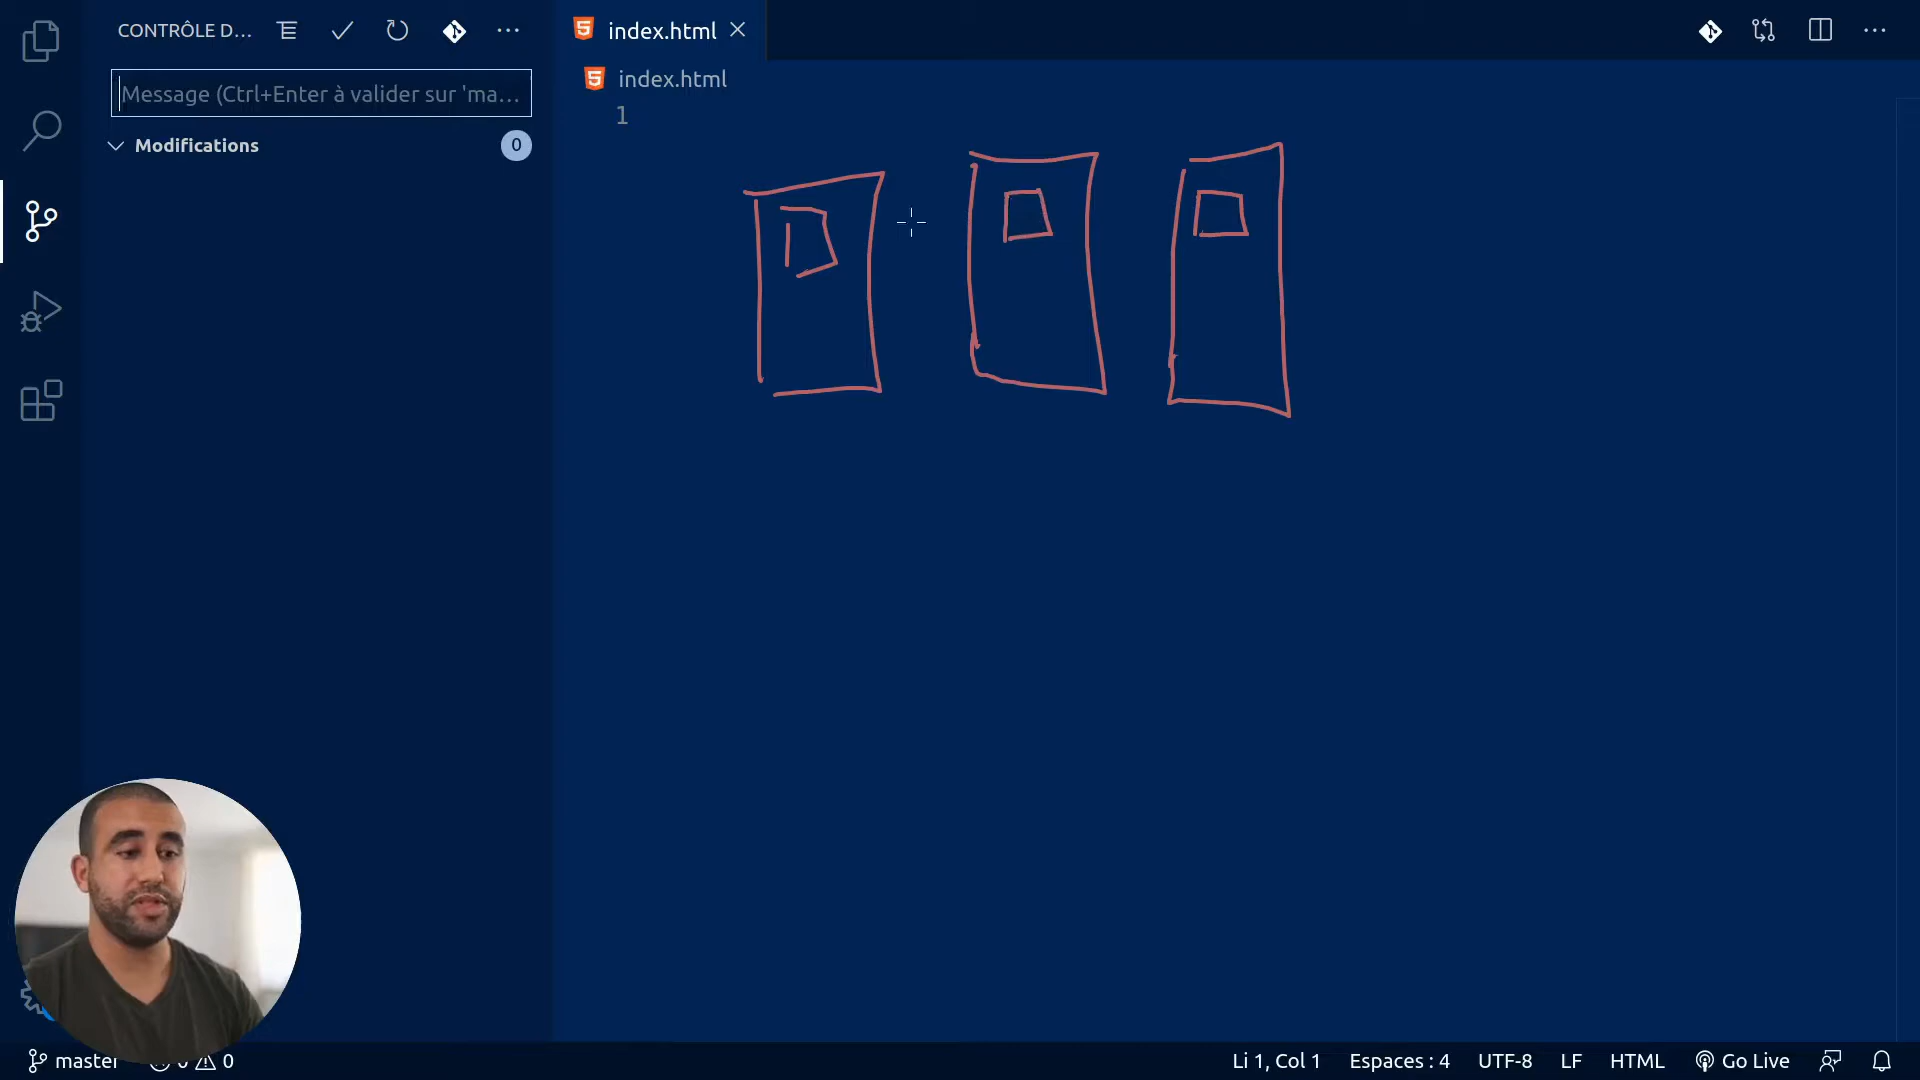 CONTRÔLE D...
index.html
Message (Ctrl+Enter à valider sur 'ma...
index.html
1
Modifications
0
master
0
Li 1, Col 1
Espaces : 4
UTF-8
LF
HTML
Go Live